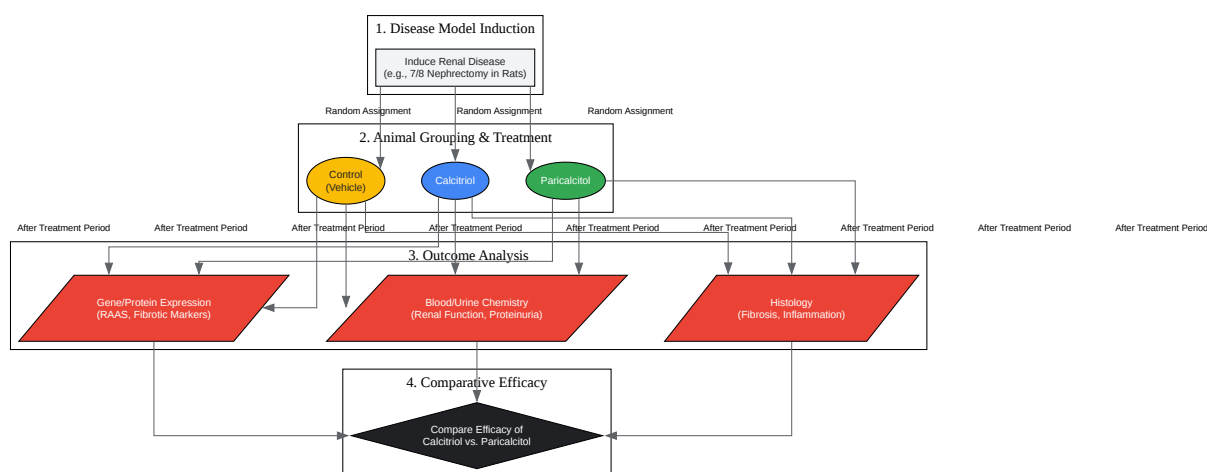 1. Disease Model Induction
Induce Renal Disease
(e.g., 7/8 Nephrectomy in Rats)
Random Assignment
Random Assignment
Random Assignment
2. Animal Grouping & Treatment
Control
(Vehicle)
Calcitriol
Paricalcitol
After Treatment Period
After Treatment Period
After Treatment Period
After Treatment Period
After Treatment Period
After Treatment Period
After Treatment Period
After Treatment Period
After Treatment Period
3. Outcome Analysis
Gene/Protein Expression
(RAAS, Fibrotic Markers)
Blood/Urine Chemistry
(Renal Function, Proteinuria)
Histology
(Fibrosis, Inflammation)
4. Comparative Efficacy
Compare Efficacy of
Calcitriol vs. Paricalcitol